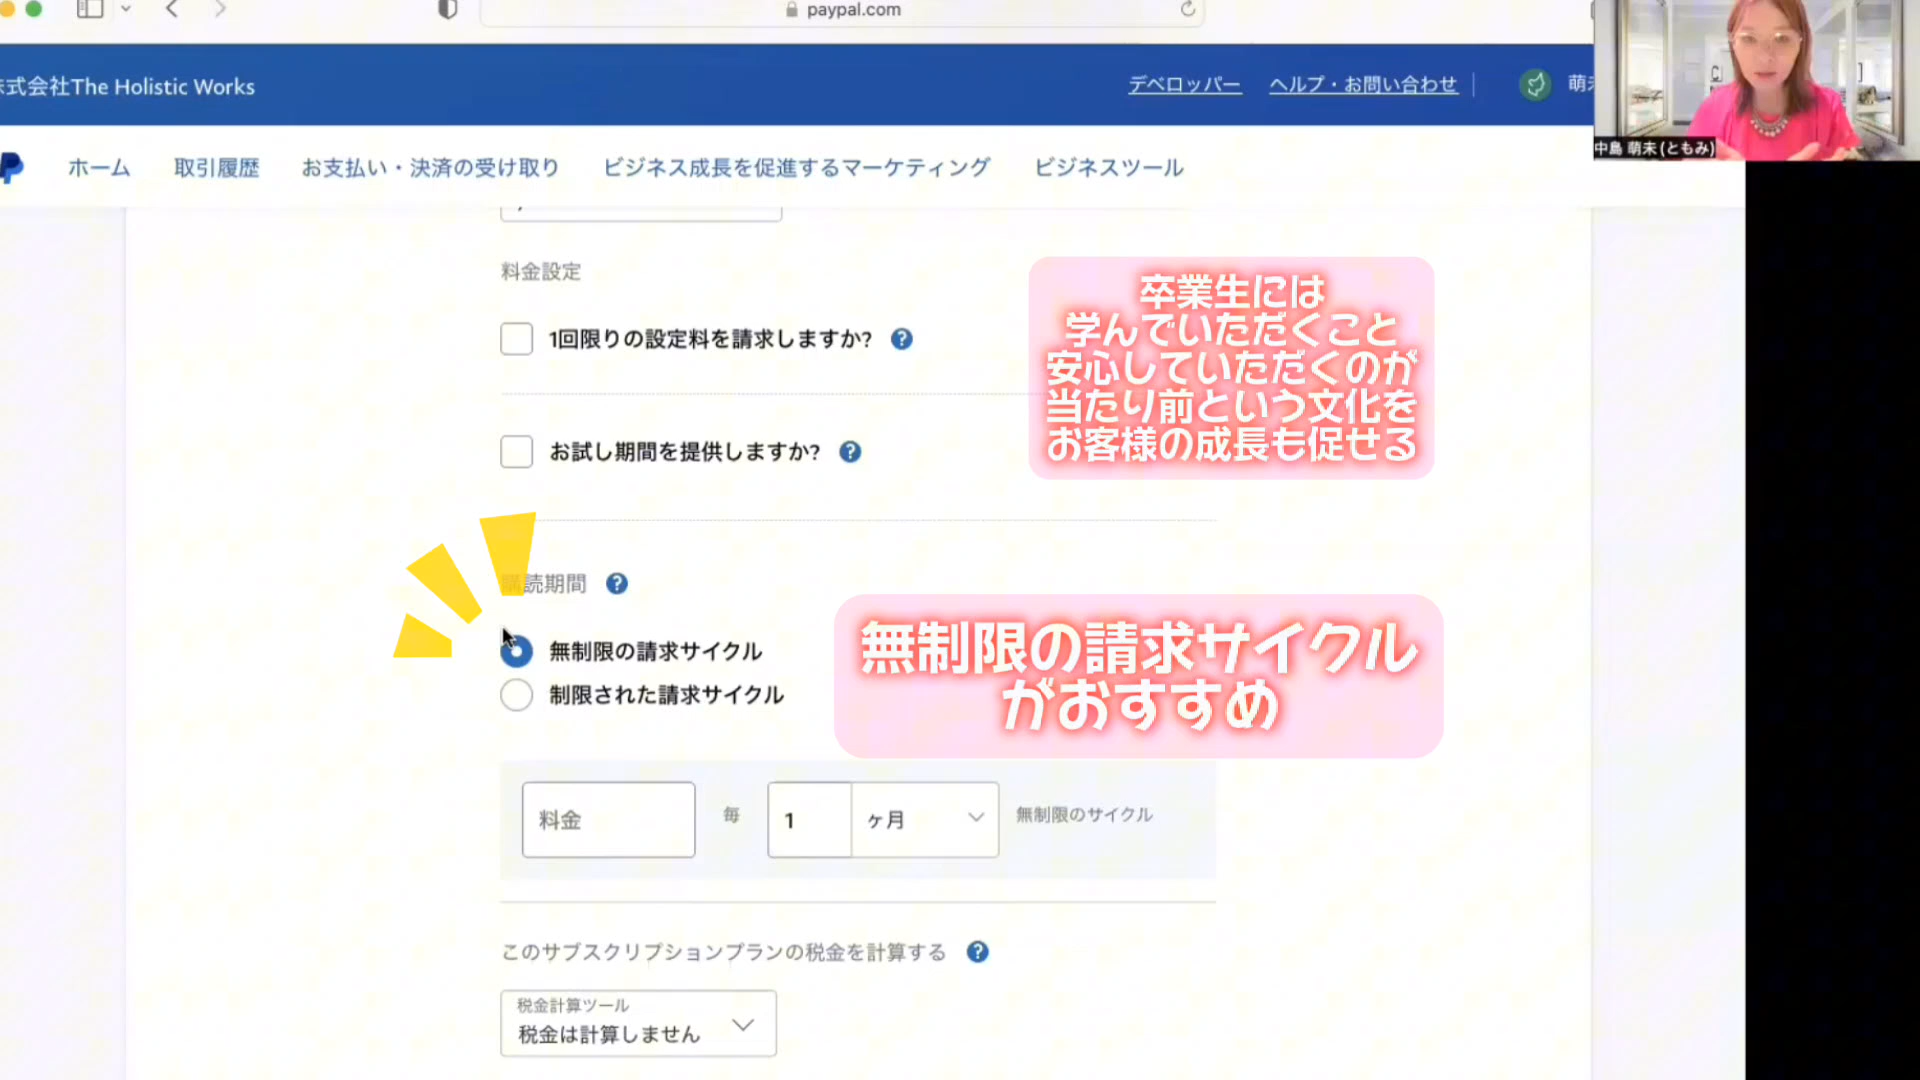 paypal.com
式会社The Holistic Works
デベロッパー
ヘルプ・お問い合わせ
萌
中島 萌未(ともみ)
ホーム
取引履歴
お支払い・決済の受け取り
ビジネス成長を促進するマーケティング
ビジネスツール
料金設定
1回限りの設定料を請求しますか?
卒業生には
学んでいただくこと
安心していただくのが
当たり前という文化を
お客様の成長も促せる
お試し期間を提供しますか?
購読期間
無制限の請求サイクル
制限された請求サイクル
無制限の請求サイクル
がおすすめ
料金
毎
1
ヶ月
無制限のサイクル
このサブスクリプションプランの税金を計算する
税金計算ツール
税金は計算しません